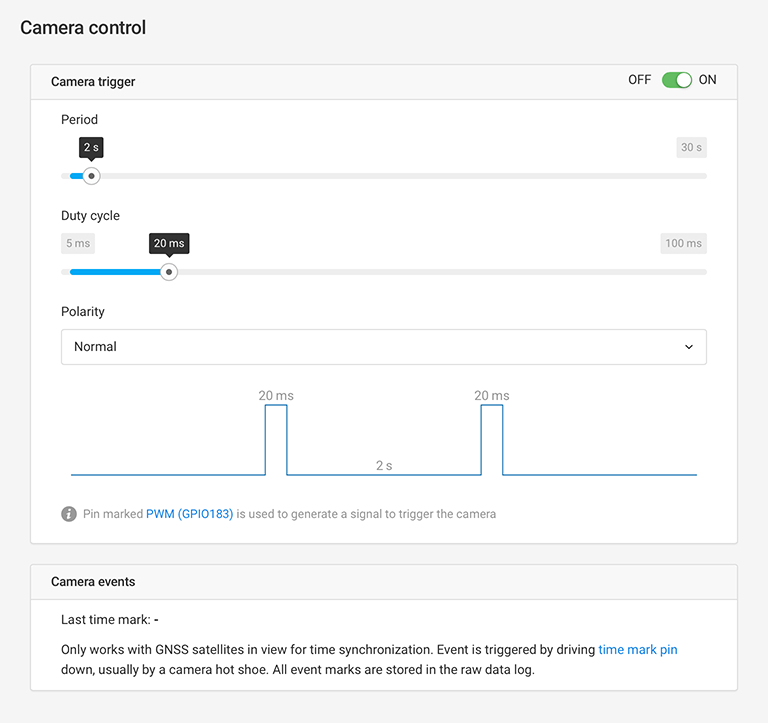 Camera control
Camera trigger
OFF ON
Period
2 s 30 s
Duty cycle
5 ms 20 ms 100 ms
Polarity
Normal
20 ms 20 ms
2 s
Pin marked PWM (GPIO183) is used to generate a signal to trigger the camera
Camera events
Last time mark: -
Only works with GNSS satellites in view for time synchronization. Event is triggered by driving time mark pin
down, usually by a camera hot shoe. All event marks are stored in the raw data log.